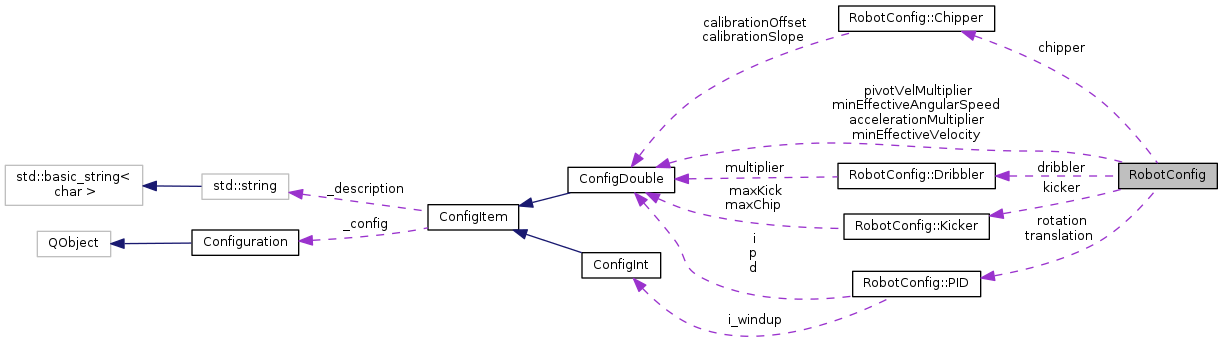 calibrationOffset
calibrationSlope
RobotConfig::Chipper
chipper
pivotVelMultiplier
minEffectiveAngularSpeed
accelerationMultiplier
minEffectiveVelocity
std::basic_string<
char >
std::string
_description
ConfigDouble
multiplier
RobotConfig::Dribbler
dribbler
RobotConfig
kicker
maxKick
maxChip
ConfigItem
RobotConfig::Kicker
_config
QObject
Configuration
rotation
translation
i
p
d
ConfigInt
RobotConfig::PID
i_windup